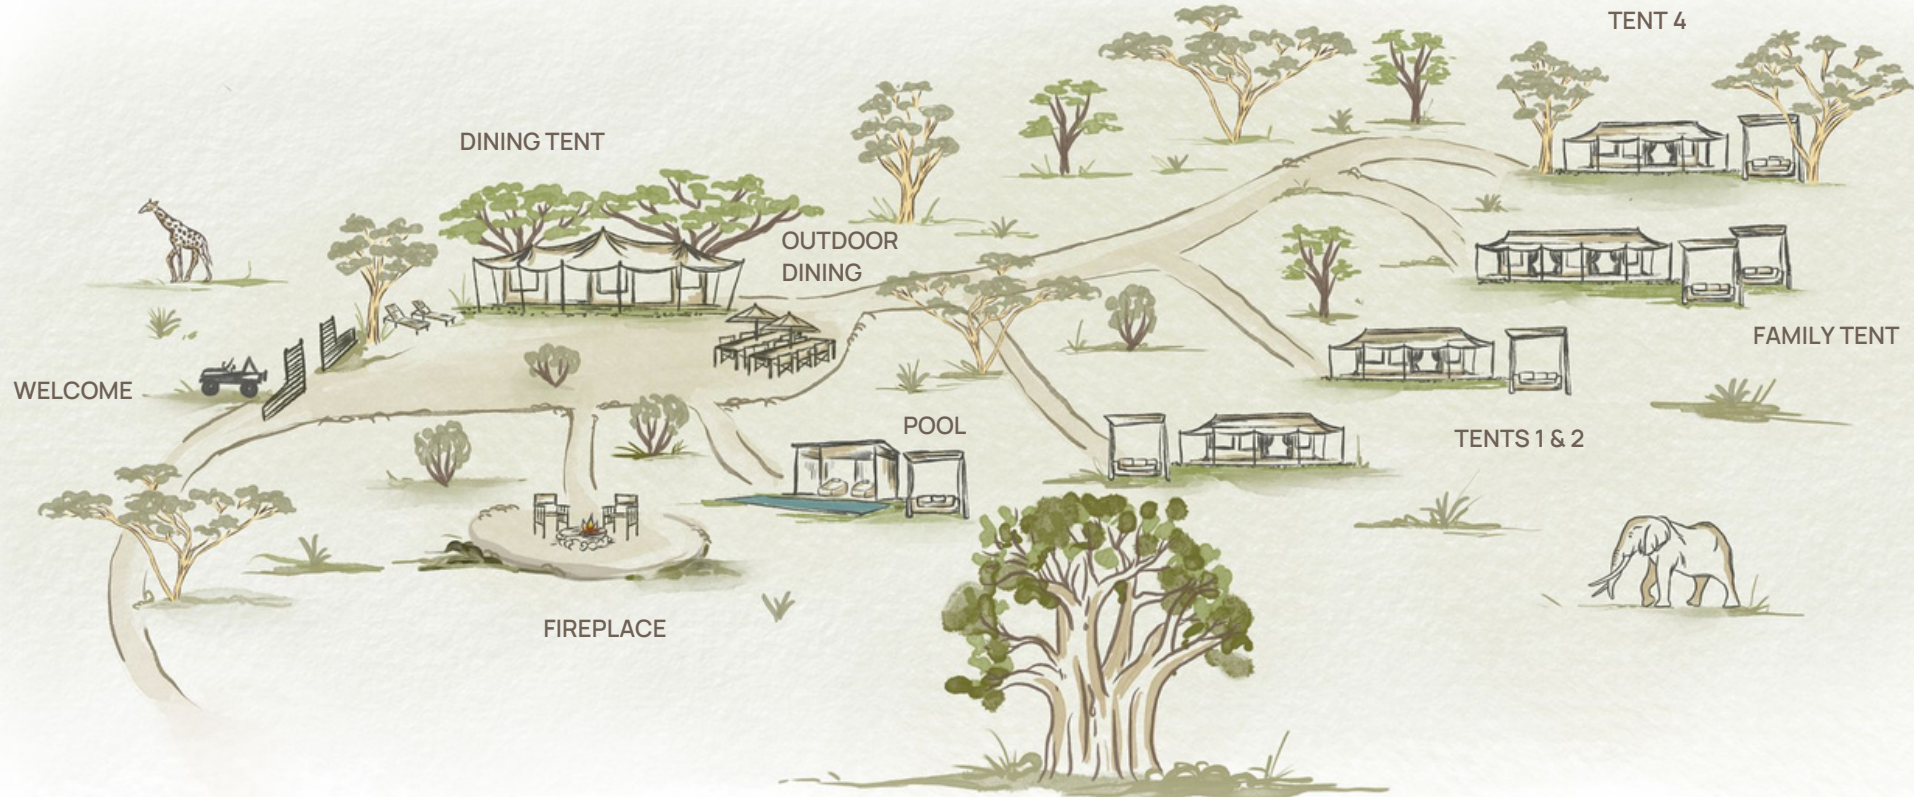 TENT 4
DINING TENT
OUTDOOR
DINING
FAMILY TENT
WELCOME
POOL
TENTS 1 & 2
FIREPLACE